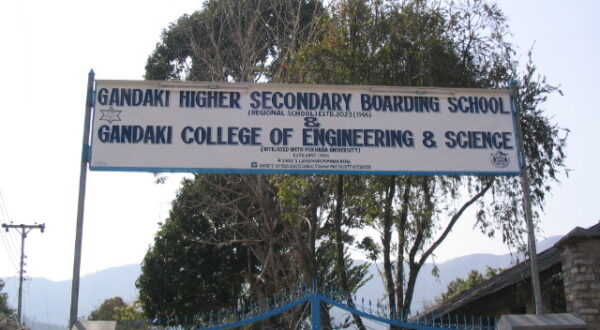 GANDAKI HIGHER SECONDARY BOARDING SCHOOL
(REGIONAL SCHOOL) ESTD. 2023 (1966)
&
GANDAKI COLLEGE OF ENGINEERING & SCIENCE
(AFFILIATED WITH POKHARA UNIVERSITY)